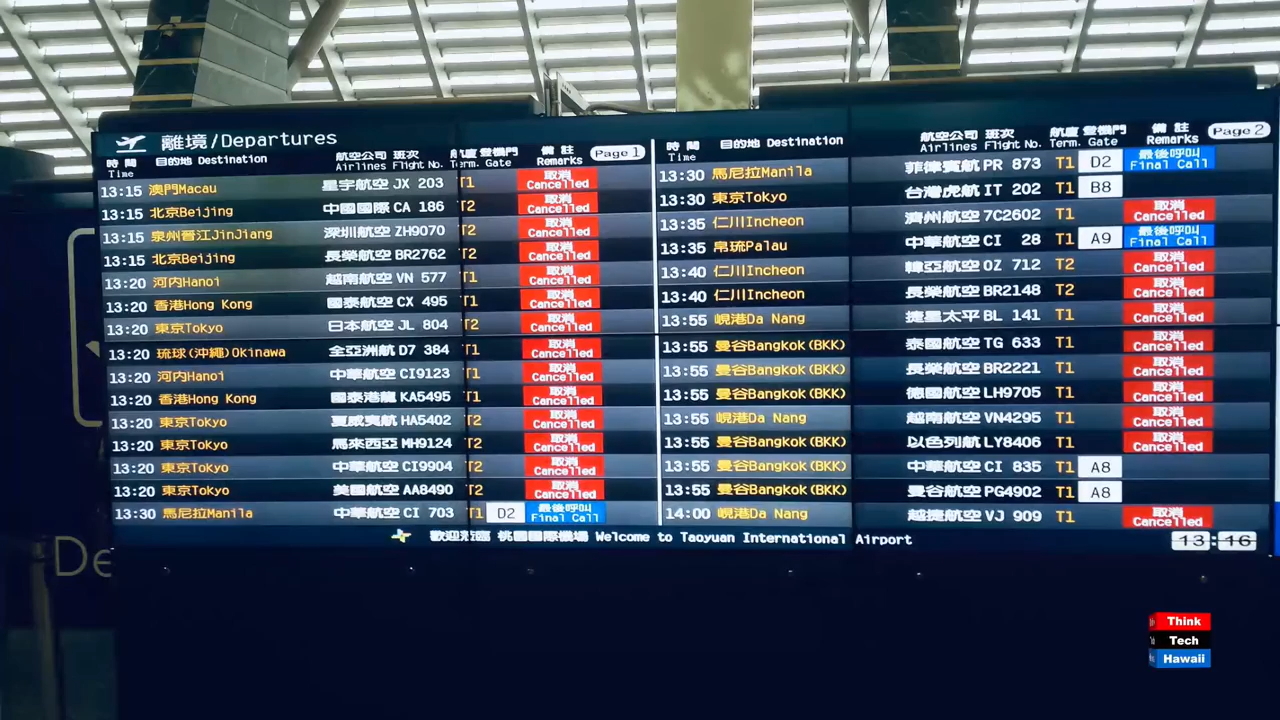 離境/Departures
時間 目的地 Destination 航空公司 班次 航廈 登機門 備註 Page 1
Time Airlines Flight No. Term. Gate Remarks
13:15 澳門Macau 星宇航空 JX 203 T1 取消 Cancelled
13:15 北京Beijing 中國國際 CA 186 T2 取消 Cancelled
13:15 泉州晉江JinJiang 深圳航空 ZH9070 T2 取消 Cancelled
13:15 北京Beijing 長榮航空 BR2762 T2 取消 Cancelled
13:20 河内Hanoi 越南航空 VN 577 T1 取消 Cancelled
13:20 香港Hong Kong 國泰航空 CX 495 T1 取消 Cancelled
13:20 東京Tokyo 日本航空 JL 804 T2 取消 Cancelled
13:20 琉球(沖繩)Okinawa 全亞洲航 D7 384 T1 取消 Cancelled
13:20 河内Hanoi 中華航空 CI9123 T1 取消 Cancelled
13:20 香港Hong Kong 國泰港龍 KA5495 T1 取消 Cancelled
13:20 東京Tokyo 夏威夷航 HA5402 T2 取消 Cancelled
13:20 東京Tokyo 馬來西亞 MH9124 T2 取消 Cancelled
13:20 東京Tokyo 中華航空 CI9904 T2 取消 Cancelled
13:20 東京Tokyo 美國航空 AA8490 T2 取消 Cancelled
13:30 馬尼拉Manila 中華航空 CI 703 T1 D2 最後呼叫 Final Call
時間 目的地 Destination 航空公司 班次 航廈 登機門 備註 Page 2
Time Airlines Flight No. Term. Gate Remarks
13:30 馬尼拉Manila 菲律賓航 PR 873 T1 D2 最後呼叫 Final Call
13:30 東京Tokyo 台灣虎航 IT 202 T1 B8
13:35 仁川Incheon 濟州航空 7C2602 T1 取消 Cancelled
13:35 帛琉Palau 中華航空 CI 28 T1 A9 最後呼叫 Final Call
13:40 仁川Incheon 韓亞航空 OZ 712 T2 取消 Cancelled
13:40 仁川Incheon 長榮航空 BR2148 T2 取消 Cancelled
13:55 峴港Da Nang 捷星太平 BL 141 T1 取消 Cancelled
13:55 曼谷Bangkok(BKK) 泰國航空 TG 633 T1 取消 Cancelled
13:55 曼谷Bangkok(BKK) 長榮航空 BR2221 T1 取消 Cancelled
13:55 曼谷Bangkok(BKK) 德國航空 LH9705 T1 取消 Cancelled
13:55 峴港Da Nang 越南航空 VN4295 T1 取消 Cancelled
13:55 曼谷Bangkok(BKK) 以色列航 LY8406 T1 取消 Cancelled
13:55 曼谷Bangkok(BKK) 中華航空 CI 835 T1 A8
13:55 曼谷Bangkok(BKK) 曼谷航空 PG4902 T1 A8
14:00 峴港Da Nang 越捷航空 VJ 909 T1 取消 Cancelled
歡迎蒞臨 桃園國際機場 Welcome to Taoyuan International Airport 13:16
De
Think
Tech
Hawaii